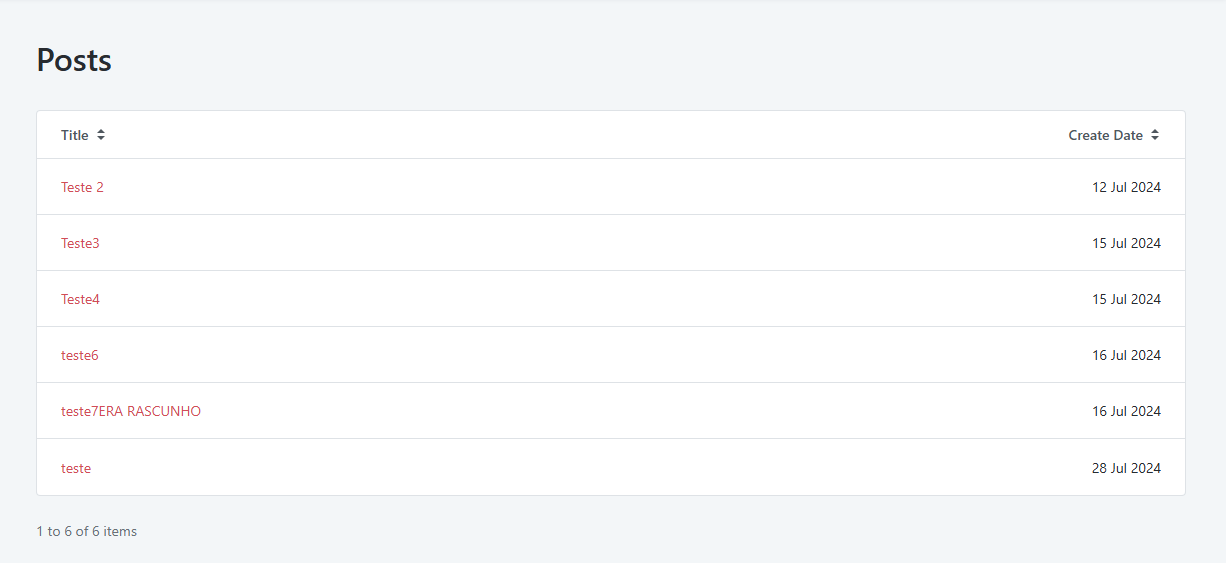 Posts
Title Create Date
Teste 2 12 Jul 2024
Teste3 15 Jul 2024
Teste4 15 Jul 2024
teste6 16 Jul 2024
teste7ERA RASCUNHO 16 Jul 2024
teste 28 Jul 2024
1 to 6 of 6 items